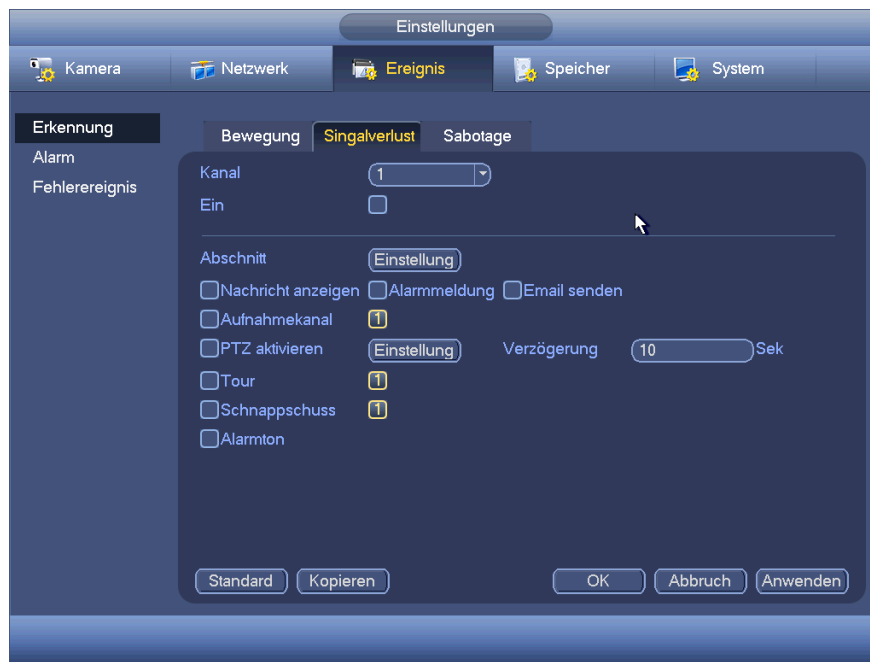 Einstellungen
Kamera Netzwerk Ereignis Speicher System
Erkennung
Alarm
Fehlerereignis
Bewegung Singalverlust Sabotage
Kanal 1
Ein
Abschnitt Einstellung
Nachricht anzeigen Alarmmeldung Email senden
Aufnahmekanal 1
PTZ aktivieren Einstellung Verzögerung 10 Sek
Tour 1
Schnappschuss 1
Alarmton
Standard Kopieren OK Abbruch Anwenden